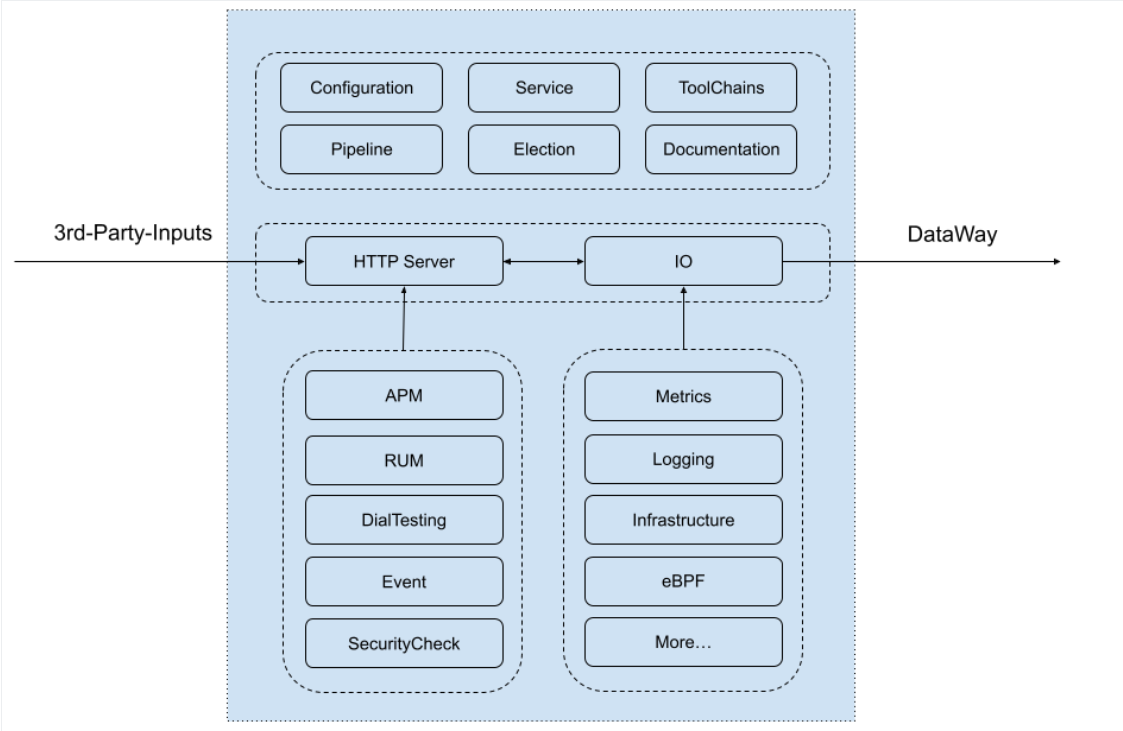 Configuration
Service
ToolChains
Pipeline
Election
Documentation
3rd-Party-Inputs
DataWay
HTTP Server
IO
APM
RUM
DialTesting
Event
SecurityCheck
Metrics
Logging
Infrastructure
eBPF
More…